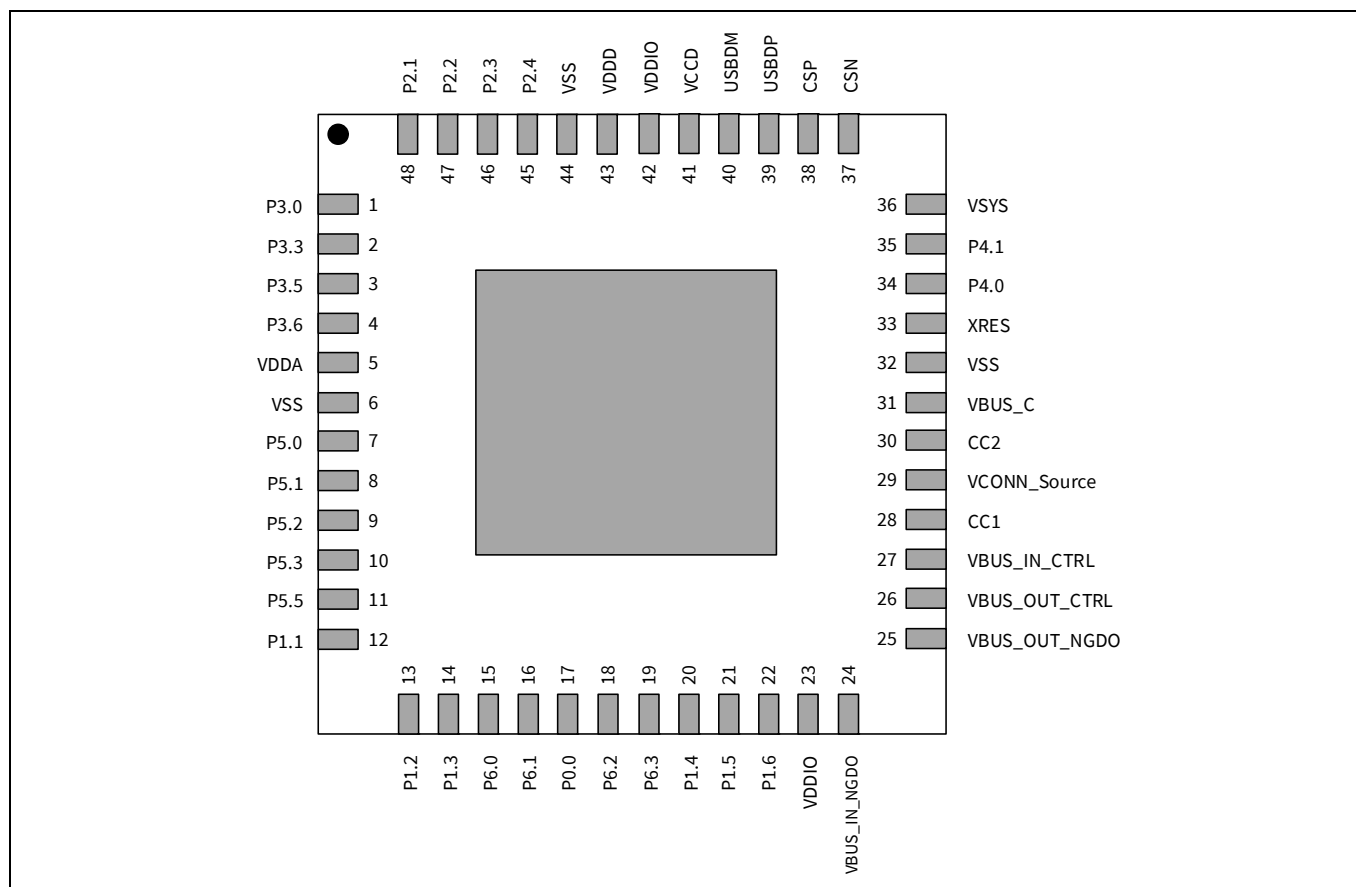 P2.1 P2.2 P2.3 P2.4 VSS VDDD VDDIO VCCD USBDM USBDP CSP CSN
48 47 46 45 44 43 42 41 40 39 38 37
P3.0 1 36 VSYS
P3.3 2 35 P4.1
P3.5 3 34 P4.0
P3.6 4 33 XRES
VDDA 5 32 VSS
VSS 6 31 VBUS_C
P5.0 7 30 CC2
P5.1 8 29 VCONN_Source
P5.2 9 28 CC1
P5.3 10 27 VBUS_IN_CTRL
P5.5 11 26 VBUS_OUT_CTRL
P1.1 12 25 VBUS_OUT_NGDO
13 14 15 16 17 18 19 20 21 22 23 24
P1.2 P1.3 P6.0 P6.1 P0.0 P6.2 P6.3 P1.4 P1.5 P1.6 VDDIO VBUS_IN_NGDO